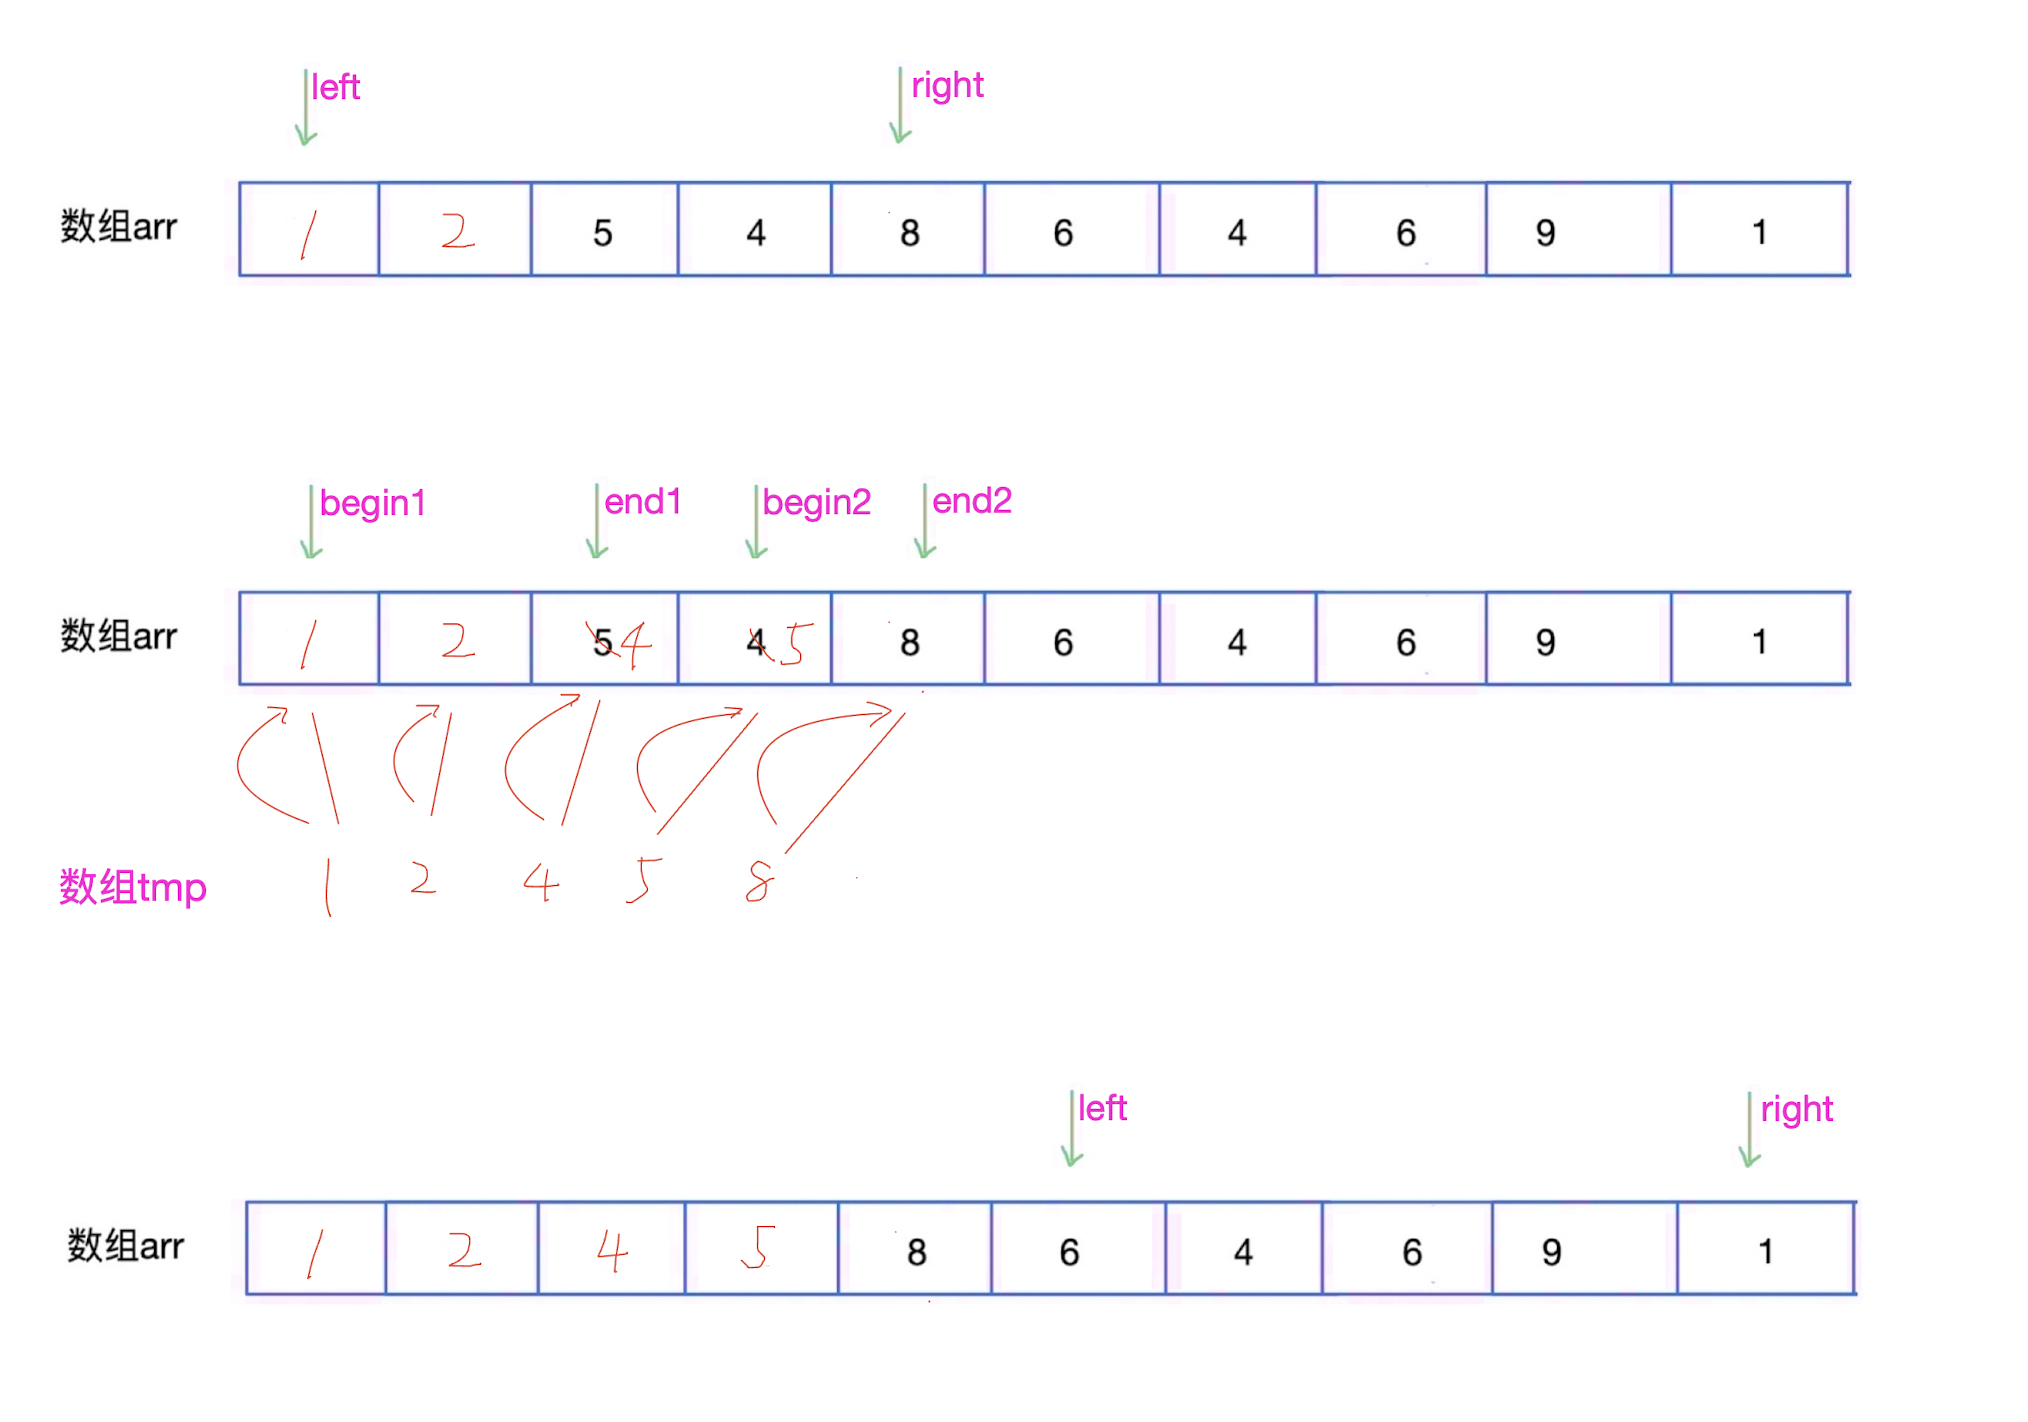 left right
数组arr 1 2 5 4 8 6 4 6 9 1
begin1 end1 begin2 end2
数组arr 1 2 5 4 4 5 8 6 4 6 9 1
数组tmp 1 2 4 5 8
left right
数组arr 1 2 4 5 8 6 4 6 9 1